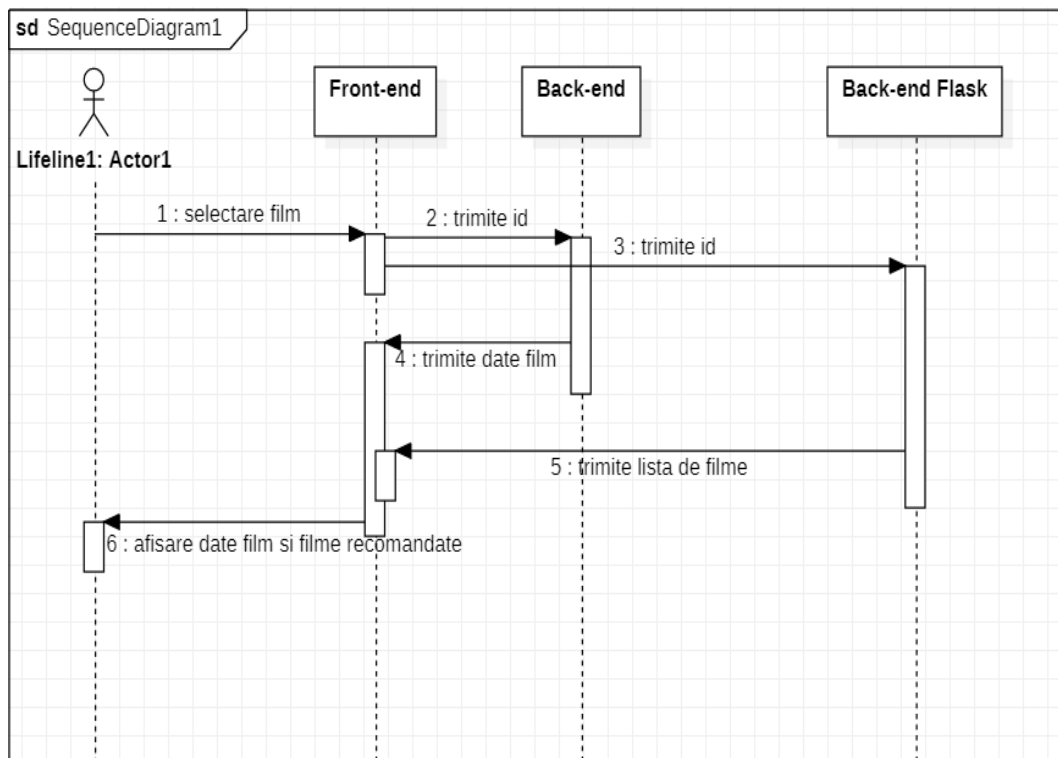 sd SequenceDiagram1
Front-end
Back-end
Back-end Flask
Lifeline1: Actor1
1 : selectare film
2 : trimite id
3 : trimite id
4 : trimite date film
5 : trimite lista de filme
6 : afisare date film si filme recomandate